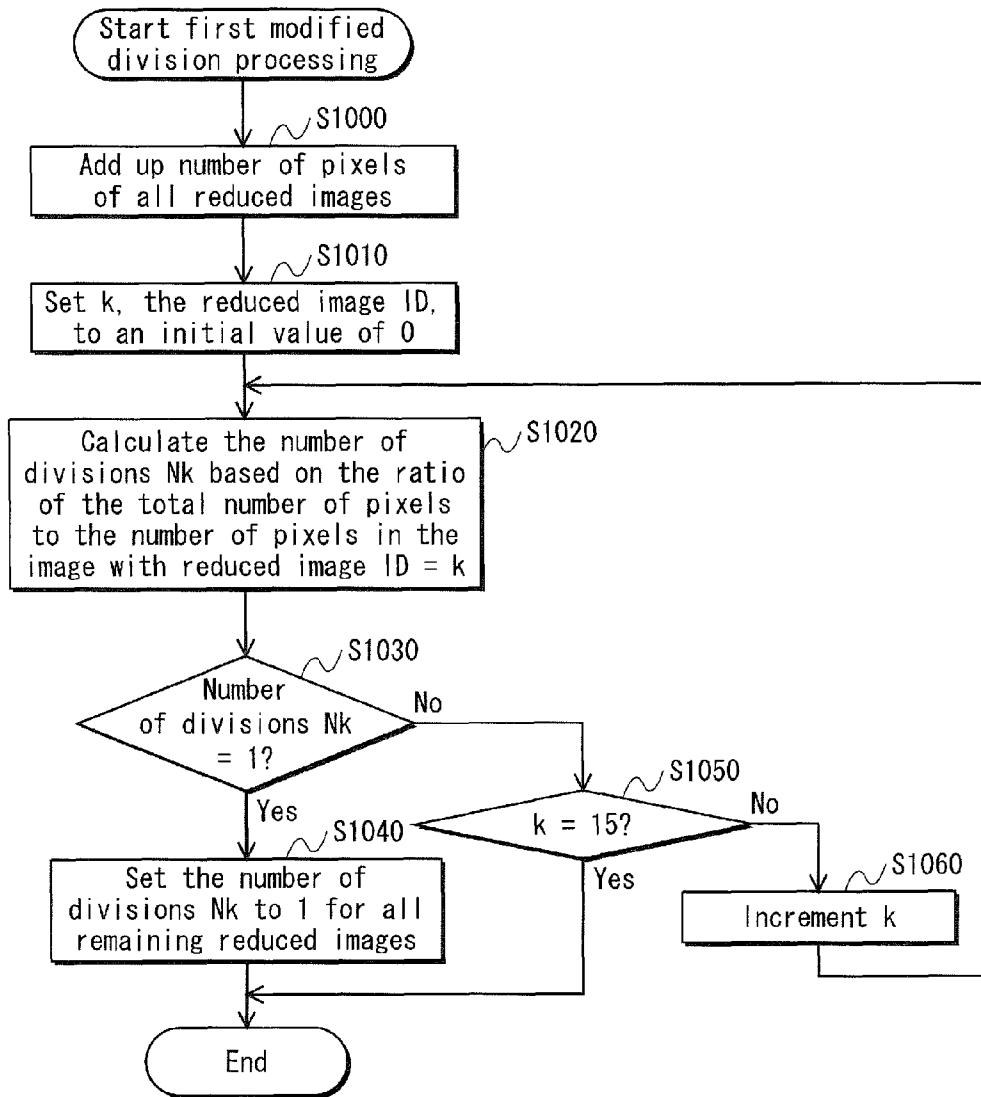 Start first modified
division processing
S1000
Add up number of pixels
of all reduced images
S1010
Set k, the reduced image ID,
to an initial value of 0
S1020
Calculate the number of
divisions Nk based on the ratio
of the total number of pixels
to the number of pixels in the
image with reduced image ID = k
S1030
Number
of divisions Nk
= 1?
No
Yes
S1050
k = 15?
No
Yes
S1040
Set the number of
divisions Nk to 1 for all
remaining reduced images
S1060
Increment k
End